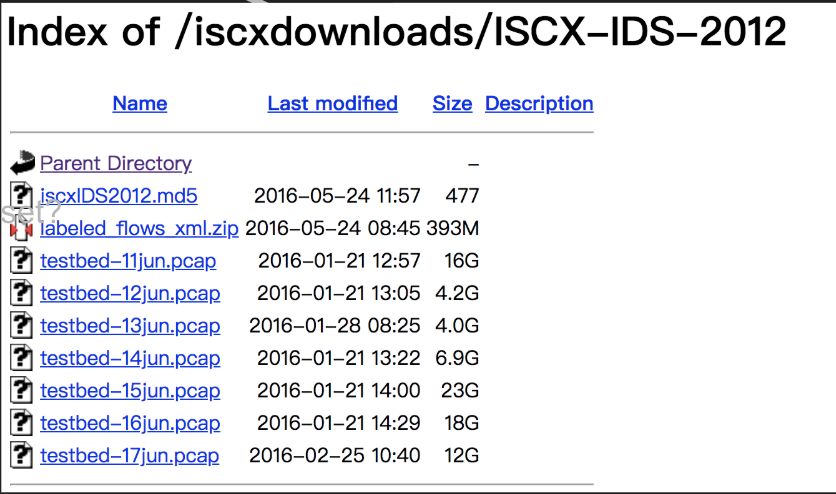 Index of /iscxdownloads/ISCX-IDS-2012
Name Last modified Size Description
Parent Directory –
iscxIDS2012.md5 2016-05-24 11:57 477
set?
labeled_flows_xml.zip 2016-05-24 08:45 393M
testbed-11jun.pcap 2016-01-21 12:57 16G
testbed-12jun.pcap 2016-01-21 13:05 4.2G
testbed-13jun.pcap 2016-01-28 08:25 4.0G
testbed-14jun.pcap 2016-01-21 13:22 6.9G
testbed-15jun.pcap 2016-01-21 14:00 23G
testbed-16jun.pcap 2016-01-21 14:29 18G
testbed-17jun.pcap 2016-02-25 10:40 12G